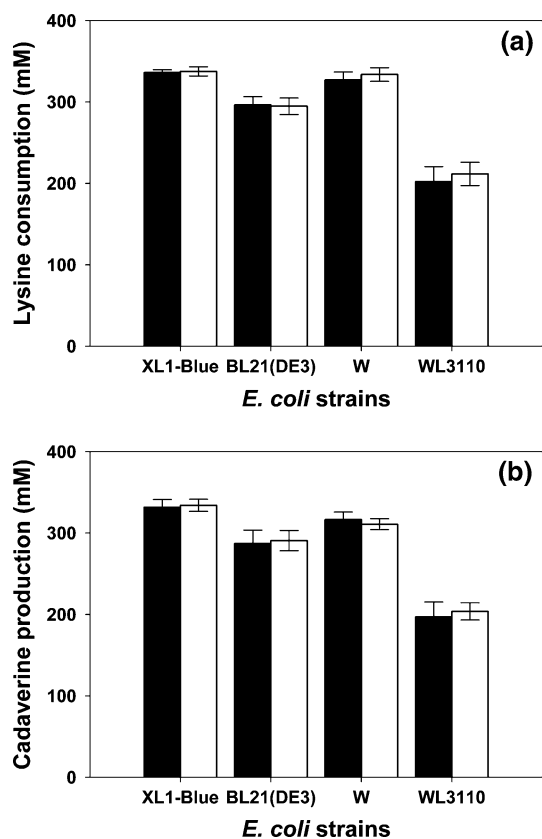 (a)
Lysine consumption (mM)
400
300
200
100
0
XL1-Blue BL21(DE3) W WL3110
E. coli strains
(b)
Cadaverine production (mM)
400
300
200
100
0
XL1-Blue BL21(DE3) W WL3110
E. coli strains